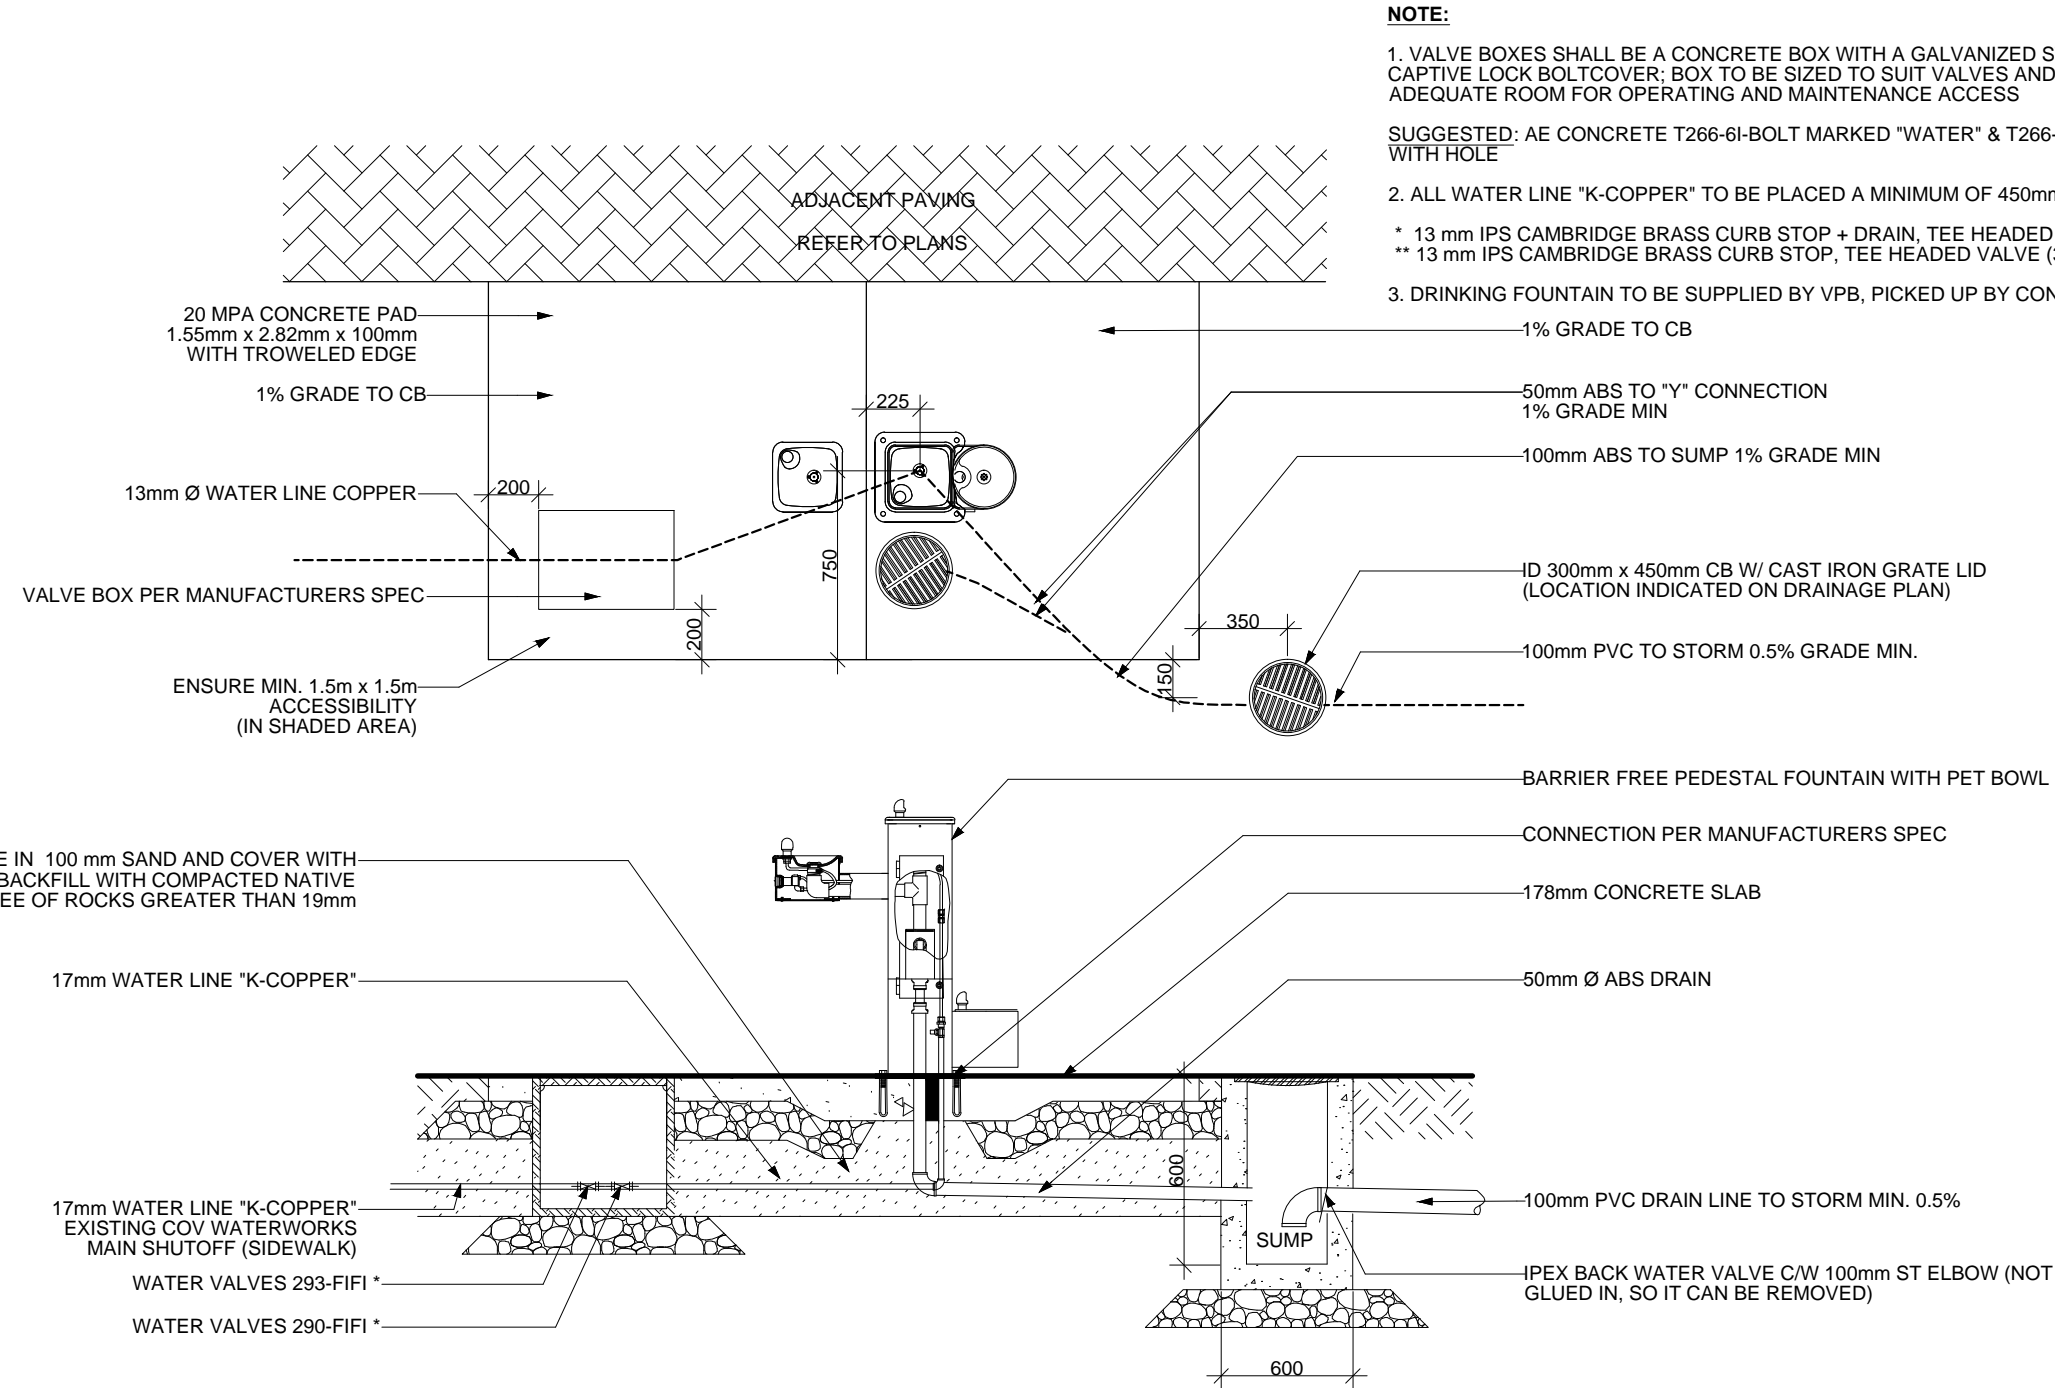 NOTE:
1. VALVE BOXES SHALL BE A CONCRETE BOX WITH A GALVANIZED S
CAPTIVE LOCK BOLTCOVER; BOX TO BE SIZED TO SUIT VALVES AND
ADEQUATE ROOM FOR OPERATING AND MAINTENANCE ACCESS
SUGGESTED: AE CONCRETE T266-6I-BOLT MARKED "WATER" & T266-
WITH HOLE
2. ALL WATER LINE "K-COPPER" TO BE PLACED A MINIMUM OF 450mm
* 13 mm IPS CAMBRIDGE BRASS CURB STOP + DRAIN, TEE HEADED
** 13 mm IPS CAMBRIDGE BRASS CURB STOP, TEE HEADED VALVE (
3. DRINKING FOUNTAIN TO BE SUPPLIED BY VPB, PICKED UP BY CON
ADJACENT PAVING
REFER TO PLANS
20 MPA CONCRETE PAD
1.55mm x 2.82mm x 100mm
WITH TROWELED EDGE
1% GRADE TO CB
13mm Ø WATER LINE COPPER
VALVE BOX PER MANUFACTURERS SPEC
ENSURE MIN. 1.5m x 1.5m
ACCESSIBILITY
(IN SHADED AREA)
200
200
225
750
150
350
1% GRADE TO CB
50mm ABS TO "Y" CONNECTION
1% GRADE MIN
100mm ABS TO SUMP 1% GRADE MIN
ID 300mm x 450mm CB W/ CAST IRON GRATE LID
(LOCATION INDICATED ON DRAINAGE PLAN)
100mm PVC TO STORM 0.5% GRADE MIN.
E IN 100 mm SAND AND COVER WITH
BACKFILL WITH COMPACTED NATIVE
EE OF ROCKS GREATER THAN 19mm
17mm WATER LINE "K-COPPER"
17mm WATER LINE "K-COPPER"
EXISTING COV WATERWORKS
MAIN SHUTOFF (SIDEWALK)
WATER VALVES 293-FIFI *
WATER VALVES 290-FIFI *
BARRIER FREE PEDESTAL FOUNTAIN WITH PET BOWL
CONNECTION PER MANUFACTURERS SPEC
178mm CONCRETE SLAB
50mm Ø ABS DRAIN
600
SUMP
600
100mm PVC DRAIN LINE TO STORM MIN. 0.5%
IPEX BACK WATER VALVE C/W 100mm ST ELBOW (NOT
GLUED IN, SO IT CAN BE REMOVED)